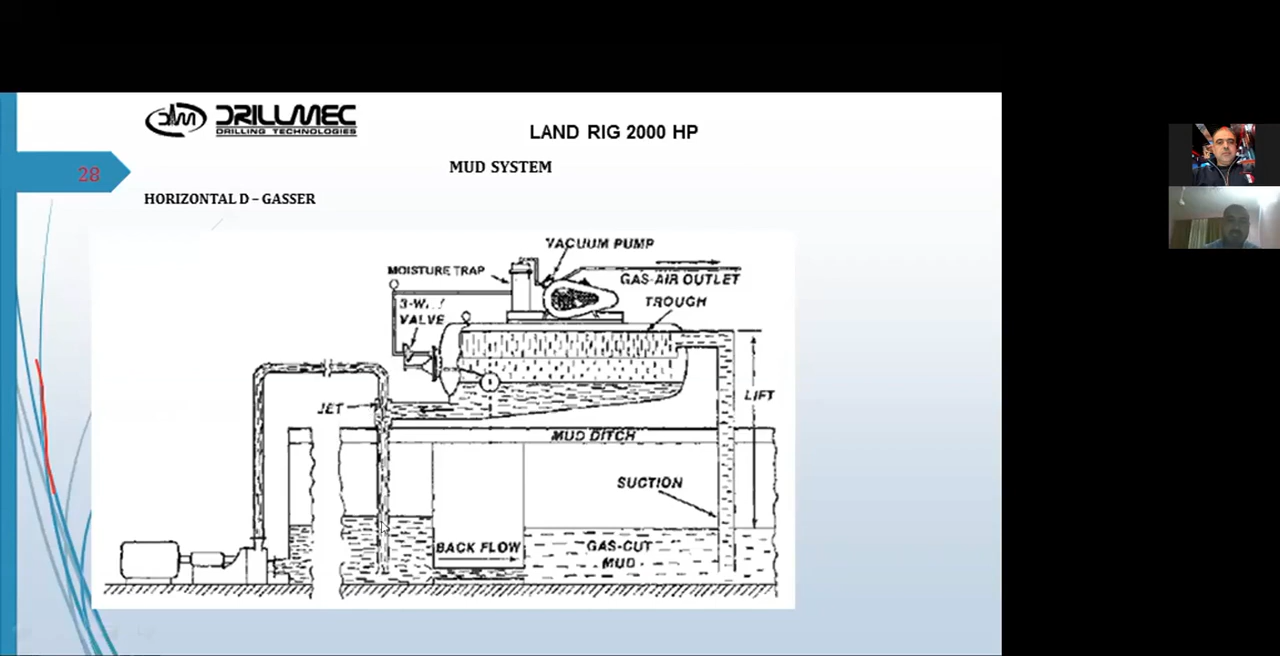 DRILLMEC
DRILLING TECHNOLOGIES
LAND RIG 2000 HP
MUD SYSTEM
28
HORIZONTAL D – GASSER
VACUUM PUMP
MOISTURE TRAP
GAS-AIR OUTLET
TROUGH
3-W
VALVE
LIFT
JET
MUD DITCH
SUCTION
BACK FLOW
GAS-CUT
MUD